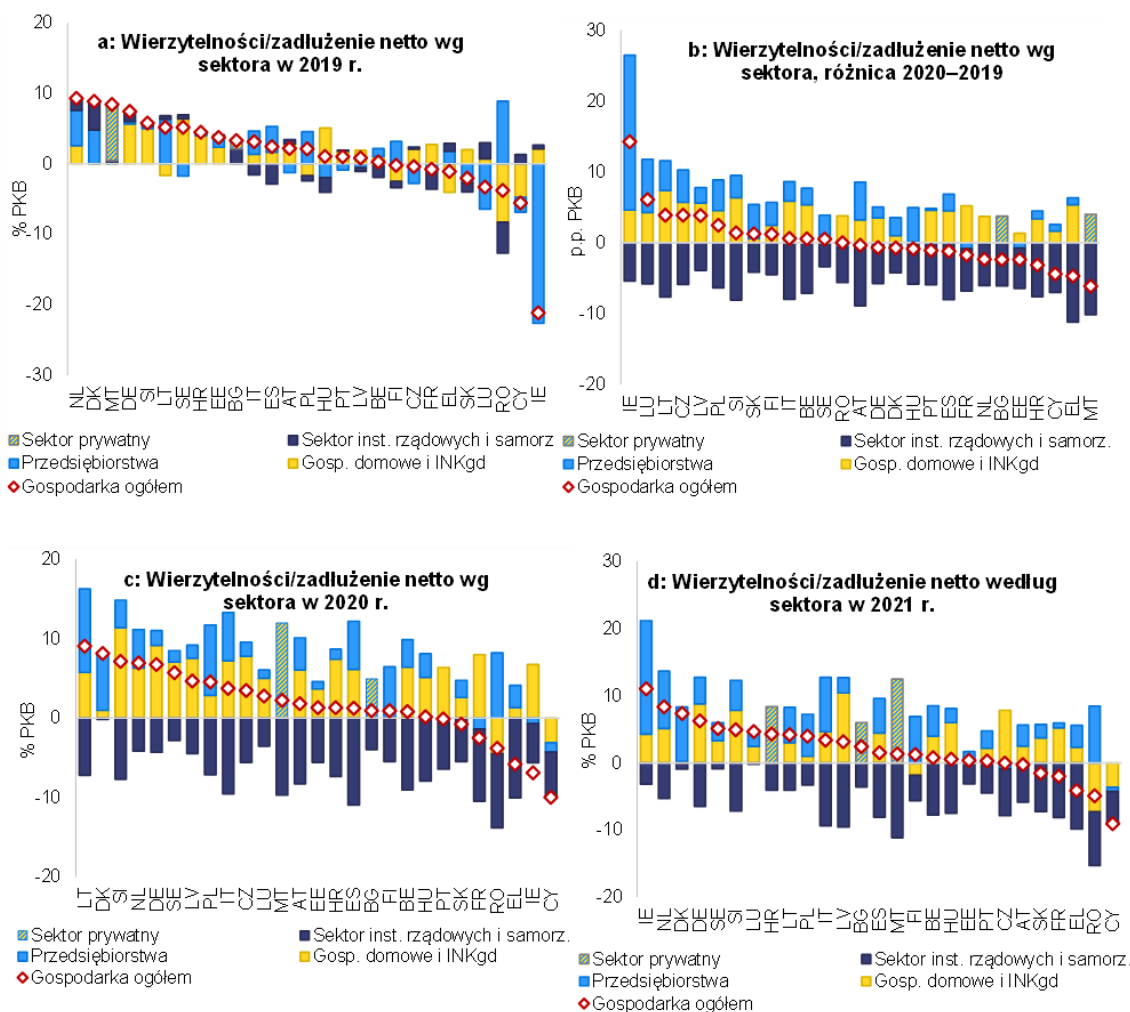 a: Wierzytelności/zadłużenie netto wg
sektora w 2019 r.
20
10
0
-10
-20
-30
% PKB
NL DK MT DE SI LT SE HR EE BG IT ES AT PL HU PT LV BE FI CZ FR EL SK LU RO CY IE
Sektor prywatny
Sektor inst. rządowych i samorz
Przedsiębiorstwa
Gosp. domowe i INKgd
Gospodarka ogółem
b: Wierzytelności/zadłużenie netto wg
sektora, różnica 2020–2019
30
20
10
0
-10
-20
p.p. PKB
IE LU LT CZ LV PL SI SK FI IT BE SE RO AT DE DK HU PT ES FR NL BG EE HR CY EL MT
Sektor prywatny
Sektor inst. rządowych i samorz.
Przedsiębiorstwa
Gosp. domowe i INKgd
Gospodarka ogółem
c: Wierzytelności/zadłużenie netto wg
sektora w 2020 r.
20
10
0
-10
-20
% PKB
LT DK SI NL DE SE LV PL IT CZ LU MT AT EE HR ES BG FI BE HU PT SK FR RO EL IE CY
Sektor prywatny
Sektor inst. rządowych i samorz.
Przedsiębiorstwa
Gosp. domowe i INKgd
Gospodarka ogółem
d: Wierzytelności/zadłużenie netto według
sektora w 2021 r.
30
20
10
0
-10
-20
% PKB
IE NL DK DE SE SI LU HR LT PL IT LV BG ES MT FI BE HU EE PT CZ AT SK FR EL RO CY
Sektor prywatny
Sektor inst. rządowych i samorz.
Przedsiębiorstwa
Gosp. domowe i INKgd
Gospodarka ogółem